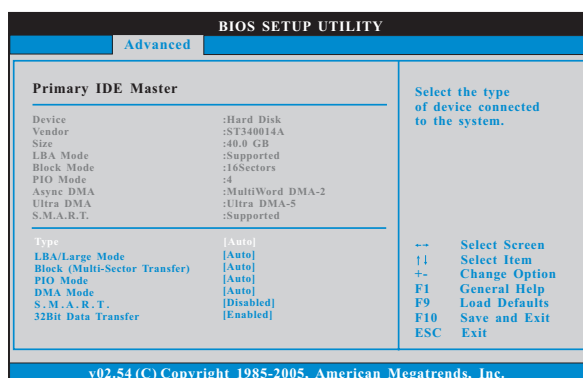 BIOS SETUP UTILITY
Advanced
Primary IDE Master
Device :Hard Disk
Vendor :ST340014A
Size :40.0 GB
LBA Mode :Supported
Block Mode :16Sectors
PIO Mode :4
Async DMA :MultiWord DMA-2
Ultra DMA :Ultra DMA-5
S.M.A.R.T. :Supported
Type [Auto]
LBA/Large Mode [Auto]
Block (Multi-Sector Transfer) [Auto]
PIO Mode [Auto]
DMA Mode [Auto]
S.M.A.R.T. [Disabled]
32Bit Data Transfer [Enabled]
Select the type
of device connected
to the system.
←→ Select Screen
↑↓ Select Item
+- Change Option
F1 General Help
F9 Load Defaults
F10 Save and Exit
ESC Exit
v02.54 (C) Copyright 1985-2005, American Megatrends, Inc.